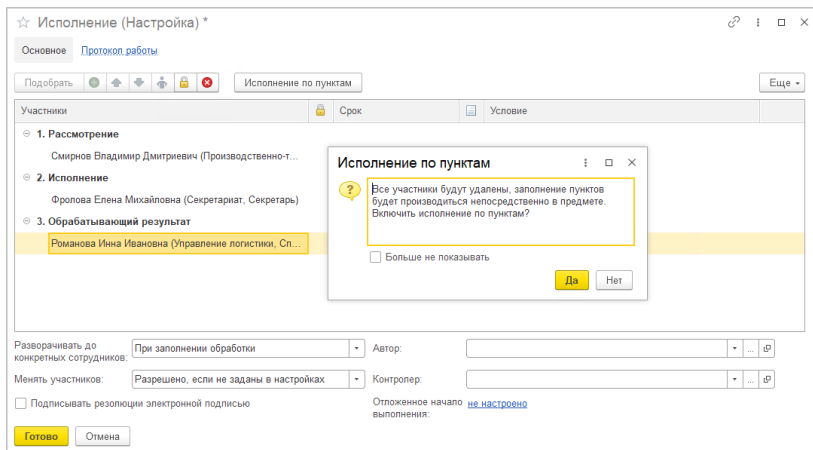 Исполнение (Настройка) *
Основное Протокол работы
Подобрать Исполнение по пунктам Еще
Участники Срок Условие
1. Рассмотрение
Смирнов Владимир Дмитриевич (Производственно-т...
2. Исполнение
Фролова Елена Михайловна (Секретариат, Секретарь)
3. Обрабатывающий результат
Романова Инна Ивановна (Управление логистики, Сп...
Исполнение по пунктам
?
Все участники будут удалены, заполнение пунктов
будет производиться непосредственно в предмете.
Включить исполнение по пунктам?
Больше не показывать
Да Нет
Разворачивать до
конкретных сотрудников:
При заполнении обработки
Автор:
...
Менять участников: Разрешено, если не заданы в настройках
Контролер:
...
Подписывать резолюции электронной подписью
Отложенное начало
выполнения:
не настроено
Готово Отмена